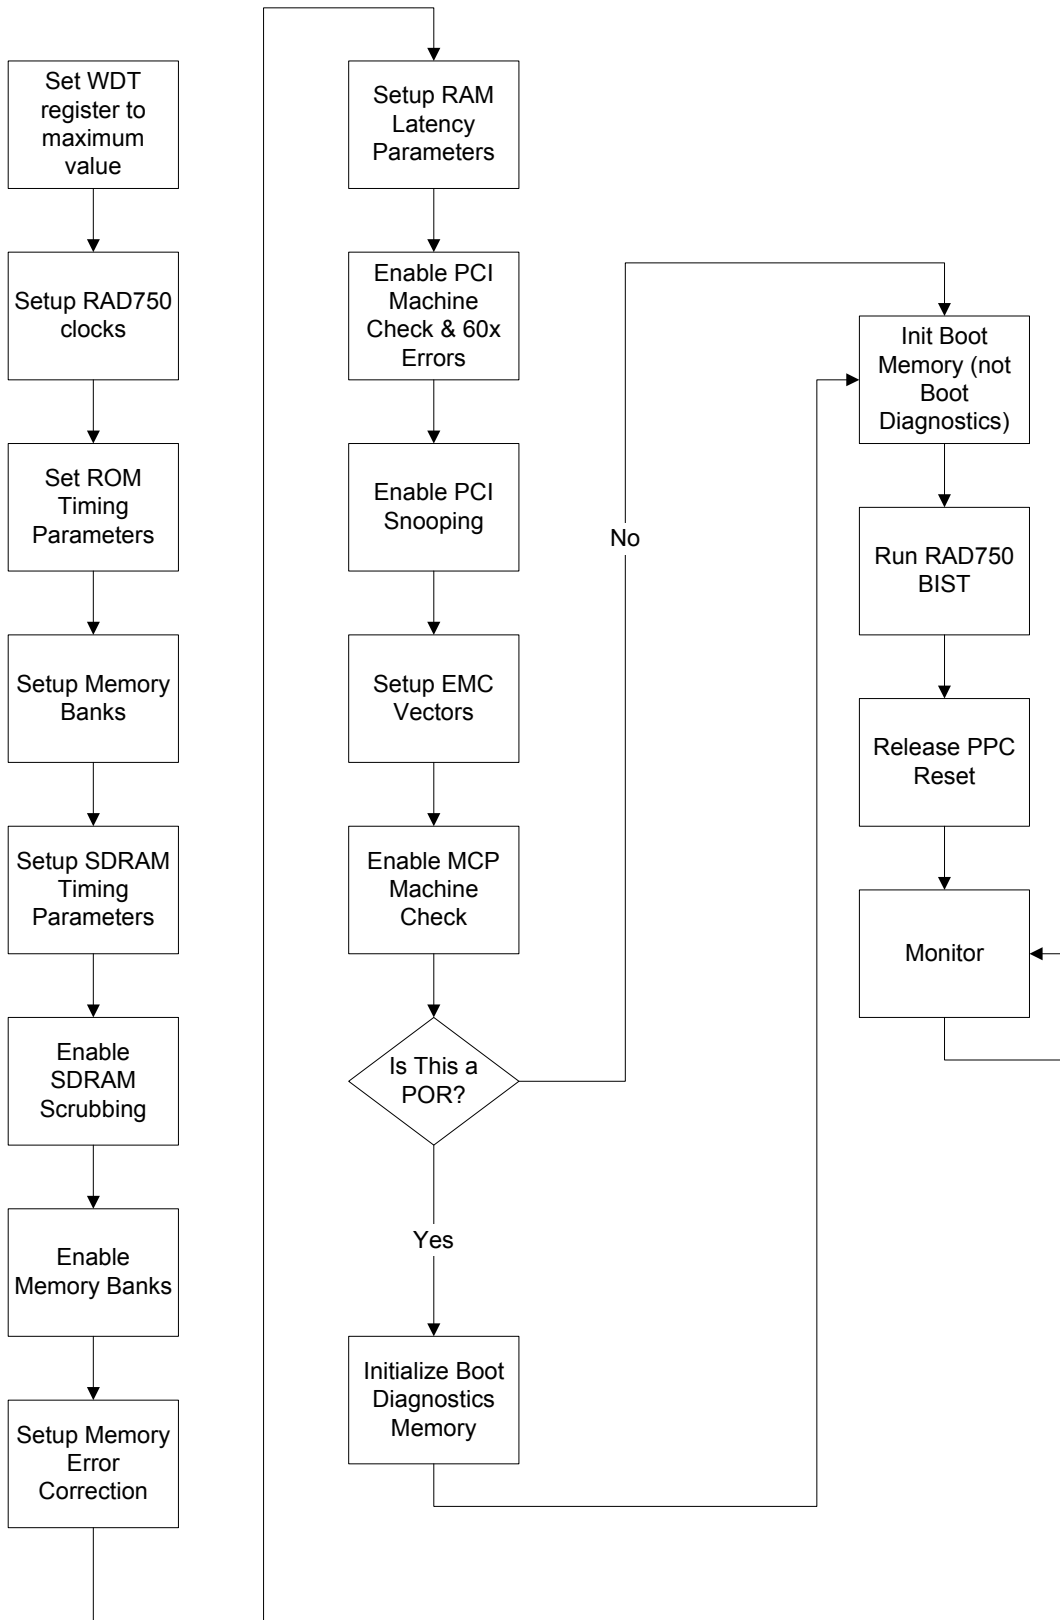 Set WDT
register to
maximum
value
Setup RAD750
clocks
Set ROM
Timing
Parameters
Setup Memory
Banks
Setup SDRAM
Timing
Parameters
Enable
SDRAM
Scrubbing
Enable
Memory Banks
Setup Memory
Error
Correction
Setup RAM
Latency
Parameters
Enable PCI
Machine
Check & 60x
Errors
Enable PCI
Snooping
Setup EMC
Vectors
Enable MCP
Machine
Check
Is This a
POR?
Yes
Initialize Boot
Diagnostics
Memory
No
Init Boot
Memory (not
Boot
Diagnostics)
Run RAD750
BIST
Release PPC
Reset
Monitor